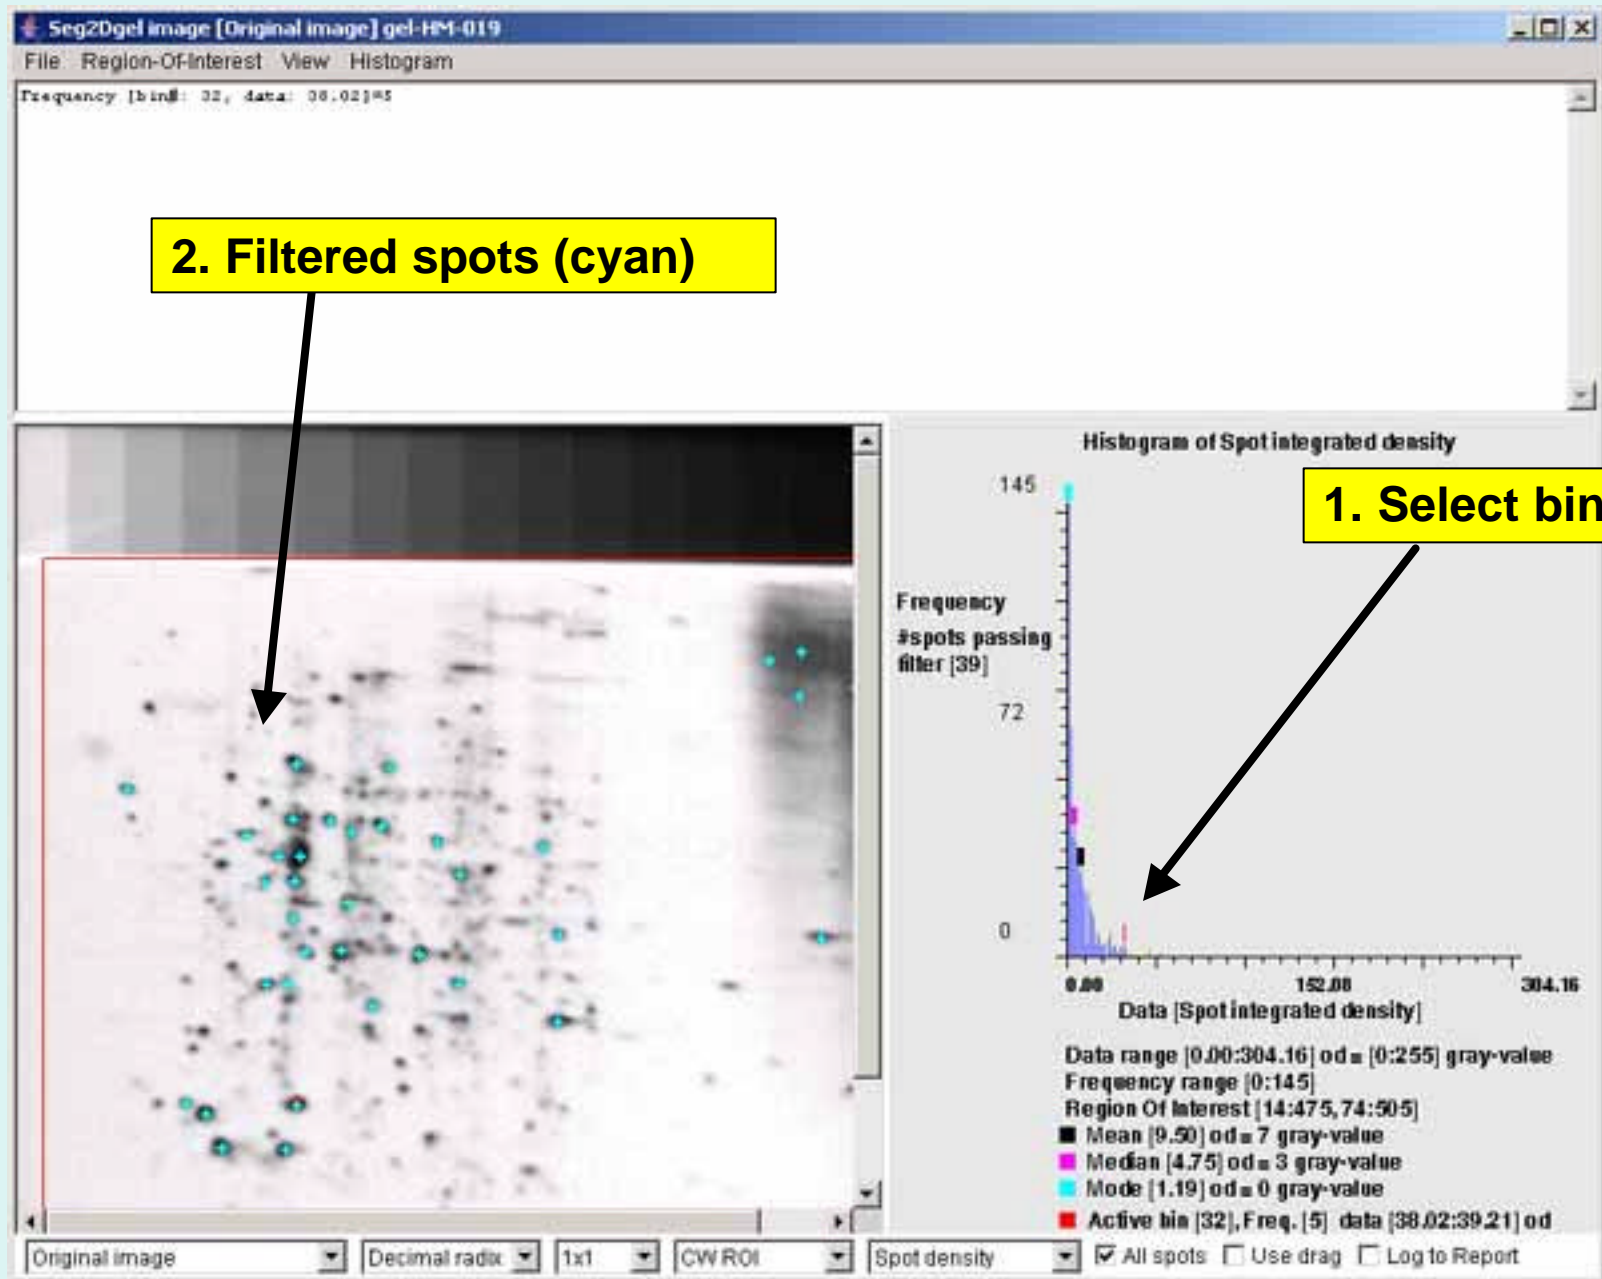 Seg2Dgel image [Original image] gel-HM-019
File Region-Of-Interest View Histogram
Frequency [bin#: 32, data: 38.02]=5
2. Filtered spots (cyan)
Histogram of Spot integrated density
145
1. Select bin
Frequency
#spots passing
filter [39]
72
0
0.00 152.08 304.16
Data [Spot integrated density]
Data range [0.00:304.16] od = [0:255] gray-value
Frequency range [0:145]
Region Of Interest [14:475,74:505]
Mean [9.50] od = 7 gray-value
Median [4.75] od = 3 gray-value
Mode [1.19] od = 0 gray-value
Active bin [32], Freq. [5] data [38.02:39.21] od
Original image Decimal radix 1x1 CW ROI Spot density All spots Use drag Log to Report